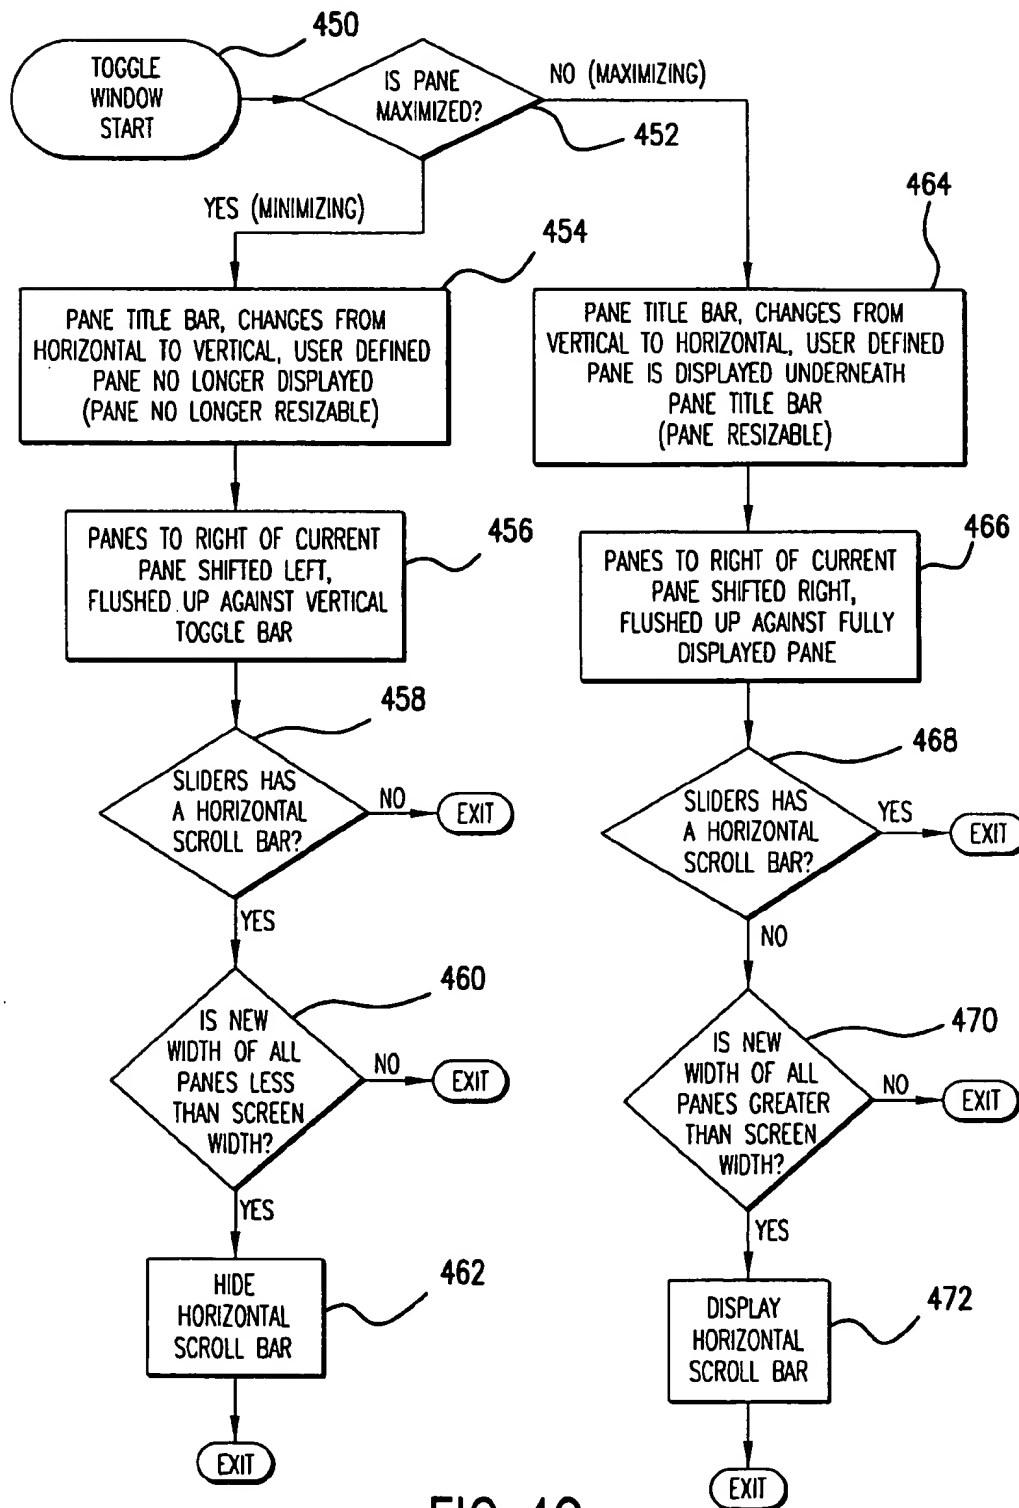 450
TOGGLE
WINDOW
START
IS PANE
MAXIMIZED?
NO (MAXIMIZING)
452
YES (MINIMIZING)
454
PANE TITLE BAR, CHANGES FROM
HORIZONTAL TO VERTICAL, USER DEFINED
PANE NO LONGER DISPLAYED
(PANE NO LONGER RESIZABLE)
456
PANES TO RIGHT OF CURRENT
PANE SHIFTED LEFT,
FLUSHED UP AGAINST VERTICAL
TOGGLE BAR
458
SLIDERS HAS
A HORIZONTAL
SCROLL BAR?
NO
EXIT
YES
460
IS NEW
WIDTH OF ALL
PANES LESS
THAN SCREEN
WIDTH?
NO
EXIT
YES
462
HIDE
HORIZONTAL
SCROLL BAR
EXIT
464
PANE TITLE BAR, CHANGES FROM
VERTICAL TO HORIZONTAL, USER DEFINED
PANE IS DISPLAYED UNDERNEATH
PANE TITLE BAR
(PANE RESIZABLE)
466
PANES TO RIGHT OF CURRENT
PANE SHIFTED RIGHT,
FLUSHED UP AGAINST FULLY
DISPLAYED PANE
468
SLIDERS HAS
A HORIZONTAL
SCROLL BAR?
YES
EXIT
NO
470
IS NEW
WIDTH OF ALL
PANES GREATER
THAN SCREEN
WIDTH?
NO
EXIT
YES
472
DISPLAY
HORIZONTAL
SCROLL BAR
EXIT